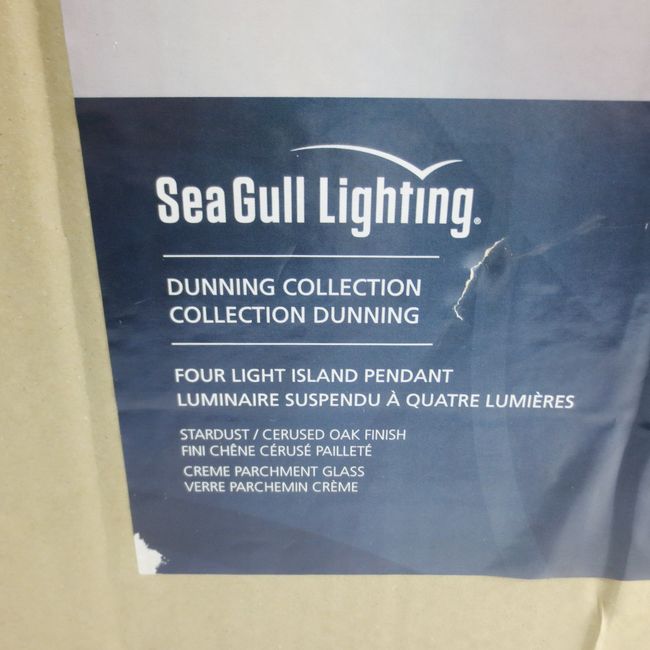 Sea Gull Lighting®
DUNNING COLLECTION
COLLECTION DUNNING
FOUR LIGHT ISLAND PENDANT
LUMINAIRE SUSPENDU À QUATRE LUMIÈRES
STARDUST / CERUSED OAK FINISH
FINI CHÊNE CÉRUSÉ PAILLETÉ
CREME PARCHMENT GLASS
VERRE PARCHEMIN CRÈME